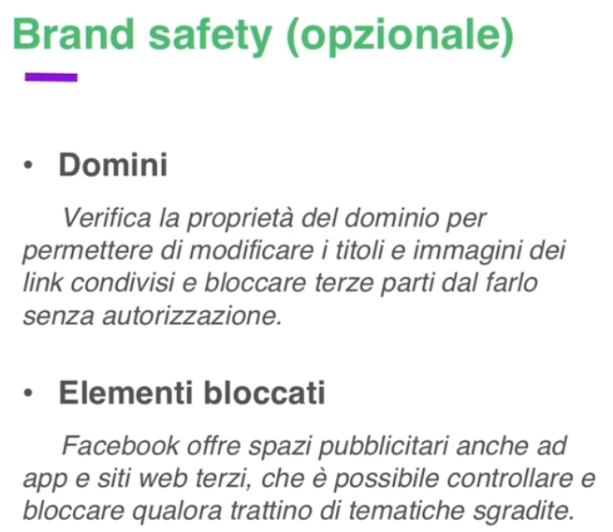 Brand safety (opzionale)
• Domini
Verifica la proprietà del dominio per
permettere di modificare i titoli e immagini dei
link condivisi e bloccare terze parti dal farlo
senza autorizzazione.
• Elementi bloccati
Facebook offre spazi pubblicitari anche ad
app e siti web terzi, che è possibile controllare e
bloccare qualora trattino di tematiche sgradite.